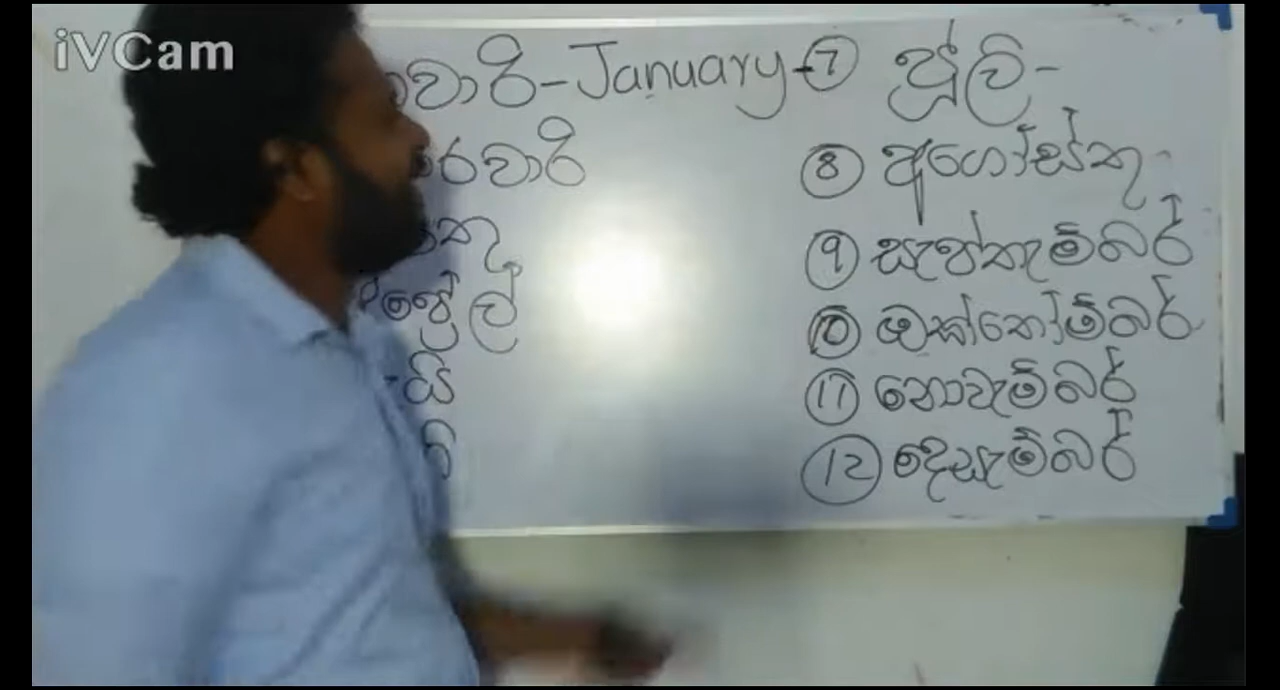 iVCam
වාරි - January -
රවාරි
තු
ප්‍රේල්
යි
⑦ ජූලි -
⑧ අගෝස්තු -
⑨ සැප්තැම්බර්
⑩ ඔක්තෝම්බර්
⑪ නොවැම්බර්
⑫ දෙසැම්බර්